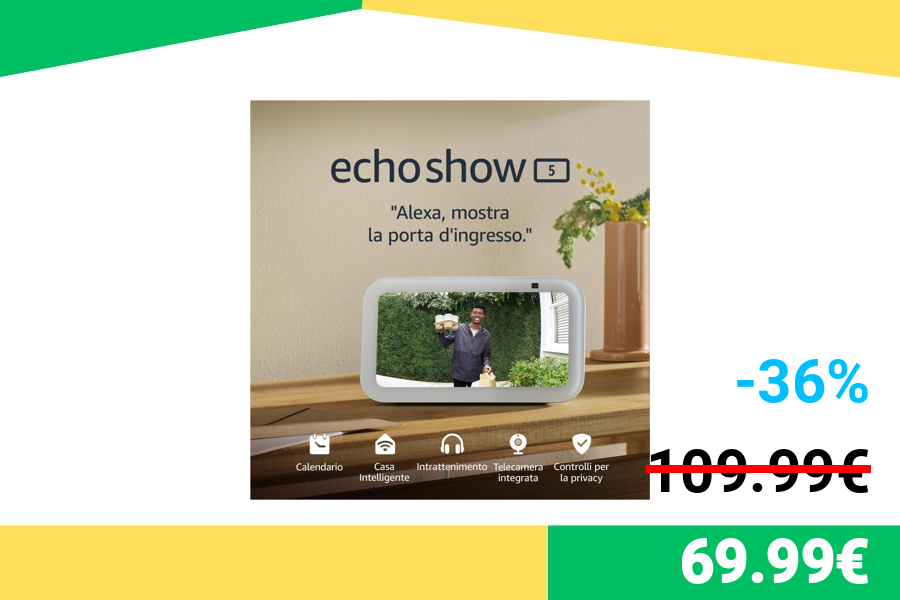 echo show 5
"Alexa, mostra
la porta d'ingresso."
-36%
Calendario
Casa
Intelligente
Intrattenimento
Telecamera
integrata
Controlli per
la privacy
109.99€
69.99€